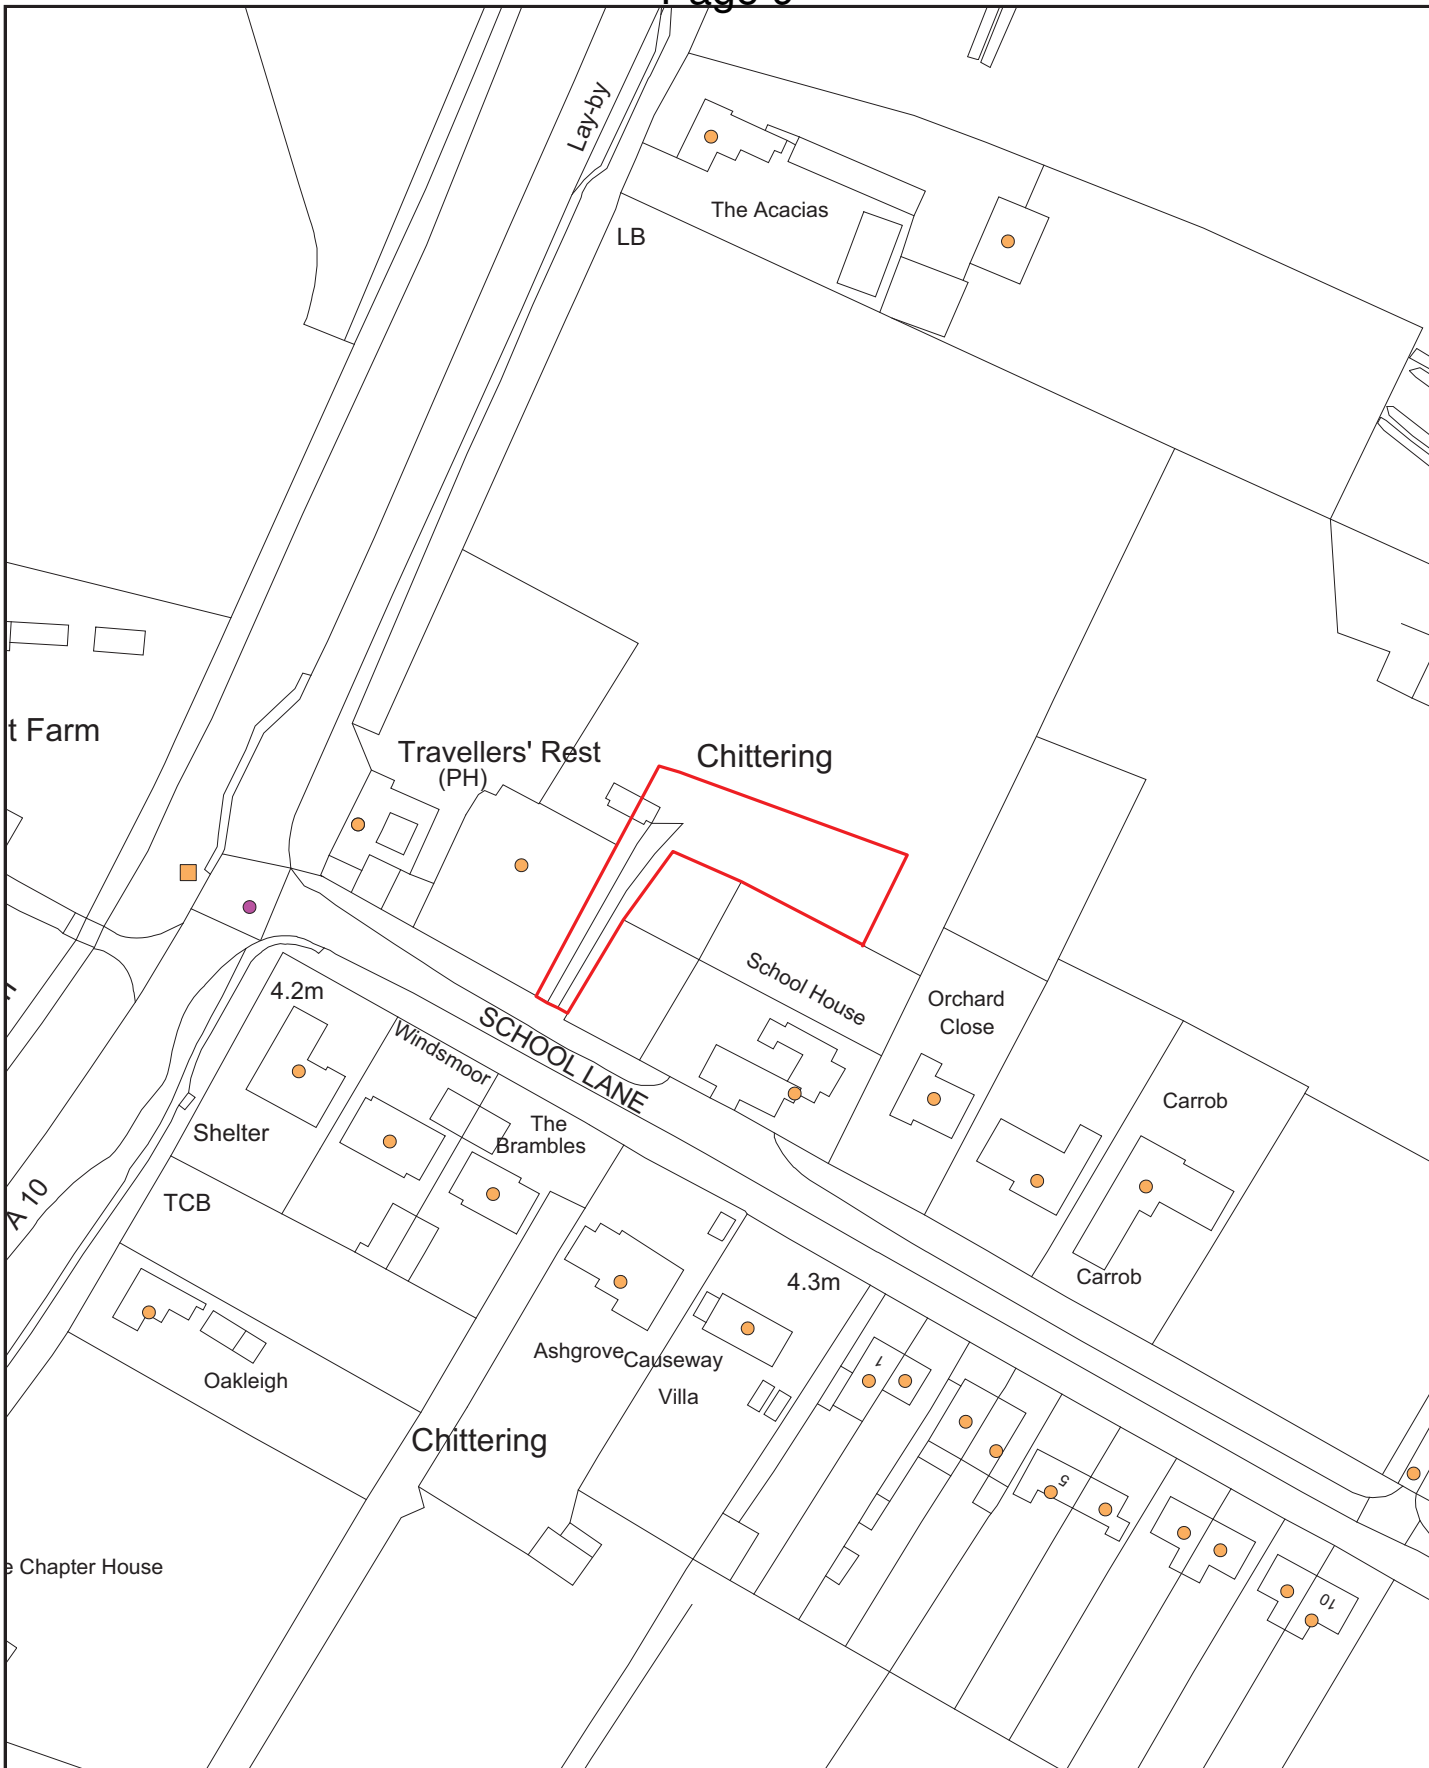 Lay-by
The Acacias
LB
t Farm
Travellers' Rest
(PH)
Chittering
School House
Orchard
Close
4.2m
Windsmoor
SCHOOL LANE
The
Brambles
Shelter
Carrob
TCB
A 10
Carrob
4.3m
Ashgrove
Causeway
Villa
1
Oakleigh
Chittering
5
e Chapter House
10